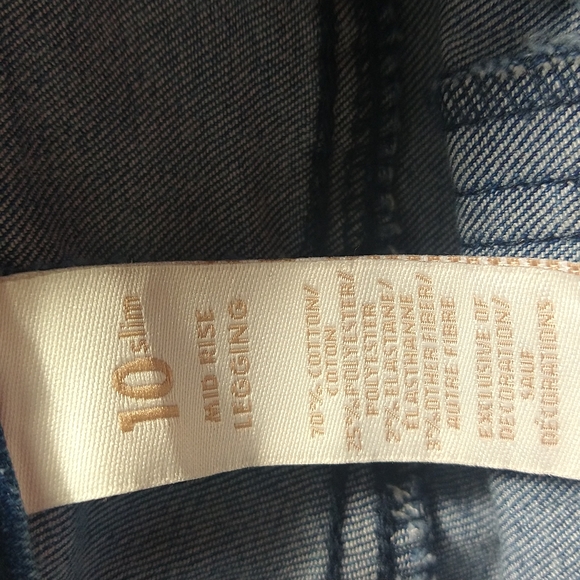 10 slim
MID RISE
LEGGING
70% COTTON/
COTON
25% POLYESTER/
POLYESTER
2% ELASTANE/
ELASTHANNE
3% OTHER FIBER/
AUTRE FIBRE
EXCLUSIVE OF
DECORATION/
SAUF
DÉCORATIONS